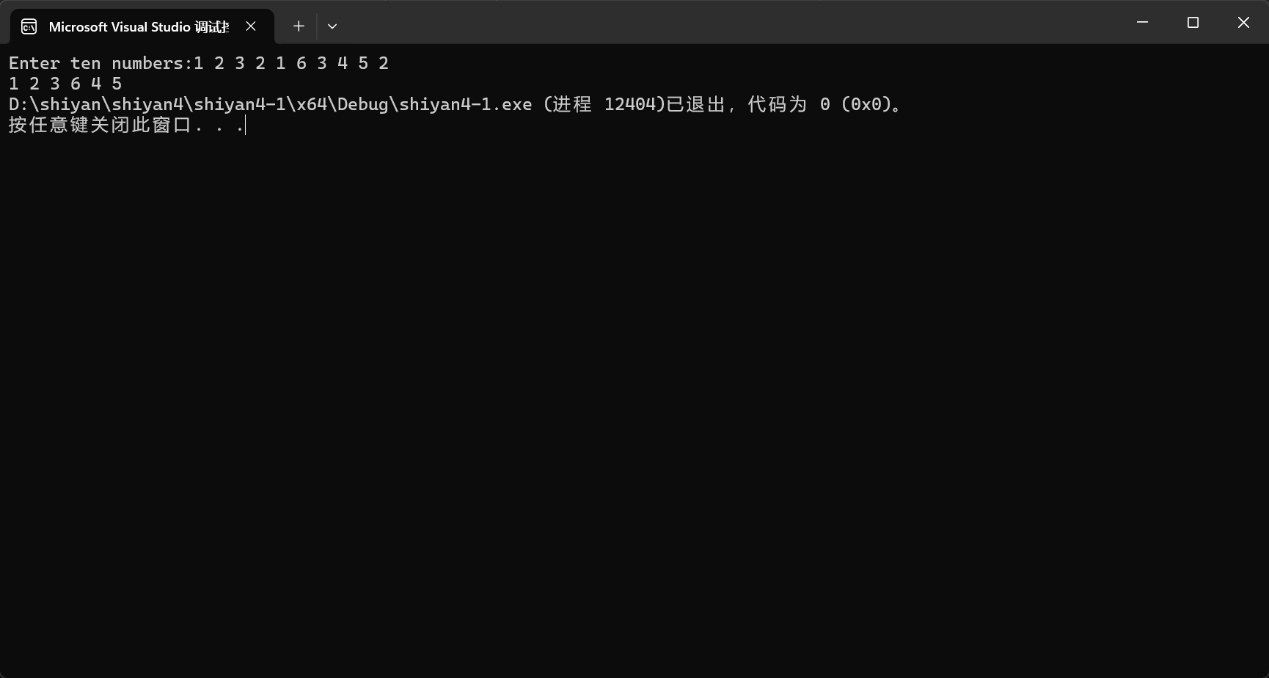 Microsoft Visual Studio 调试
Enter ten numbers:1 2 3 2 1 6 3 4 5 2
1 2 3 6 4 5
D:\shiyan\shiyan4\shiyan4-1\x64\Debug\shiyan4-1.exe (进程 12404)已退出，代码为 0 (0x0)。
按任意键关闭此窗口. . .